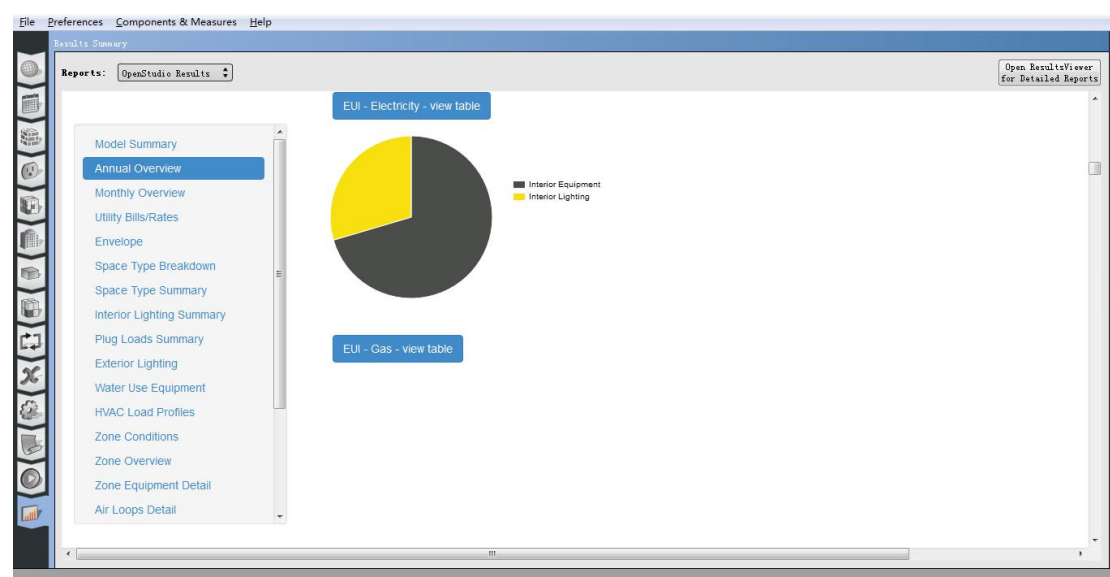 File Preferences Components & Measures Help
Results Summary
Reports: OpenStudio Results
Open ResultsViewer
for Detailed Reports
EUI - Electricity - view table
Model Summary
Annual Overview
Monthly Overview
Utility Bills/Rates
Envelope
Space Type Breakdown
Space Type Summary
Interior Lighting Summary
Plug Loads Summary
Exterior Lighting
Water Use Equipment
HVAC Load Profiles
Zone Conditions
Zone Overview
Zone Equipment Detail
Air Loops Detail
Interior Equipment
Interior Lighting
EUI - Gas - view table